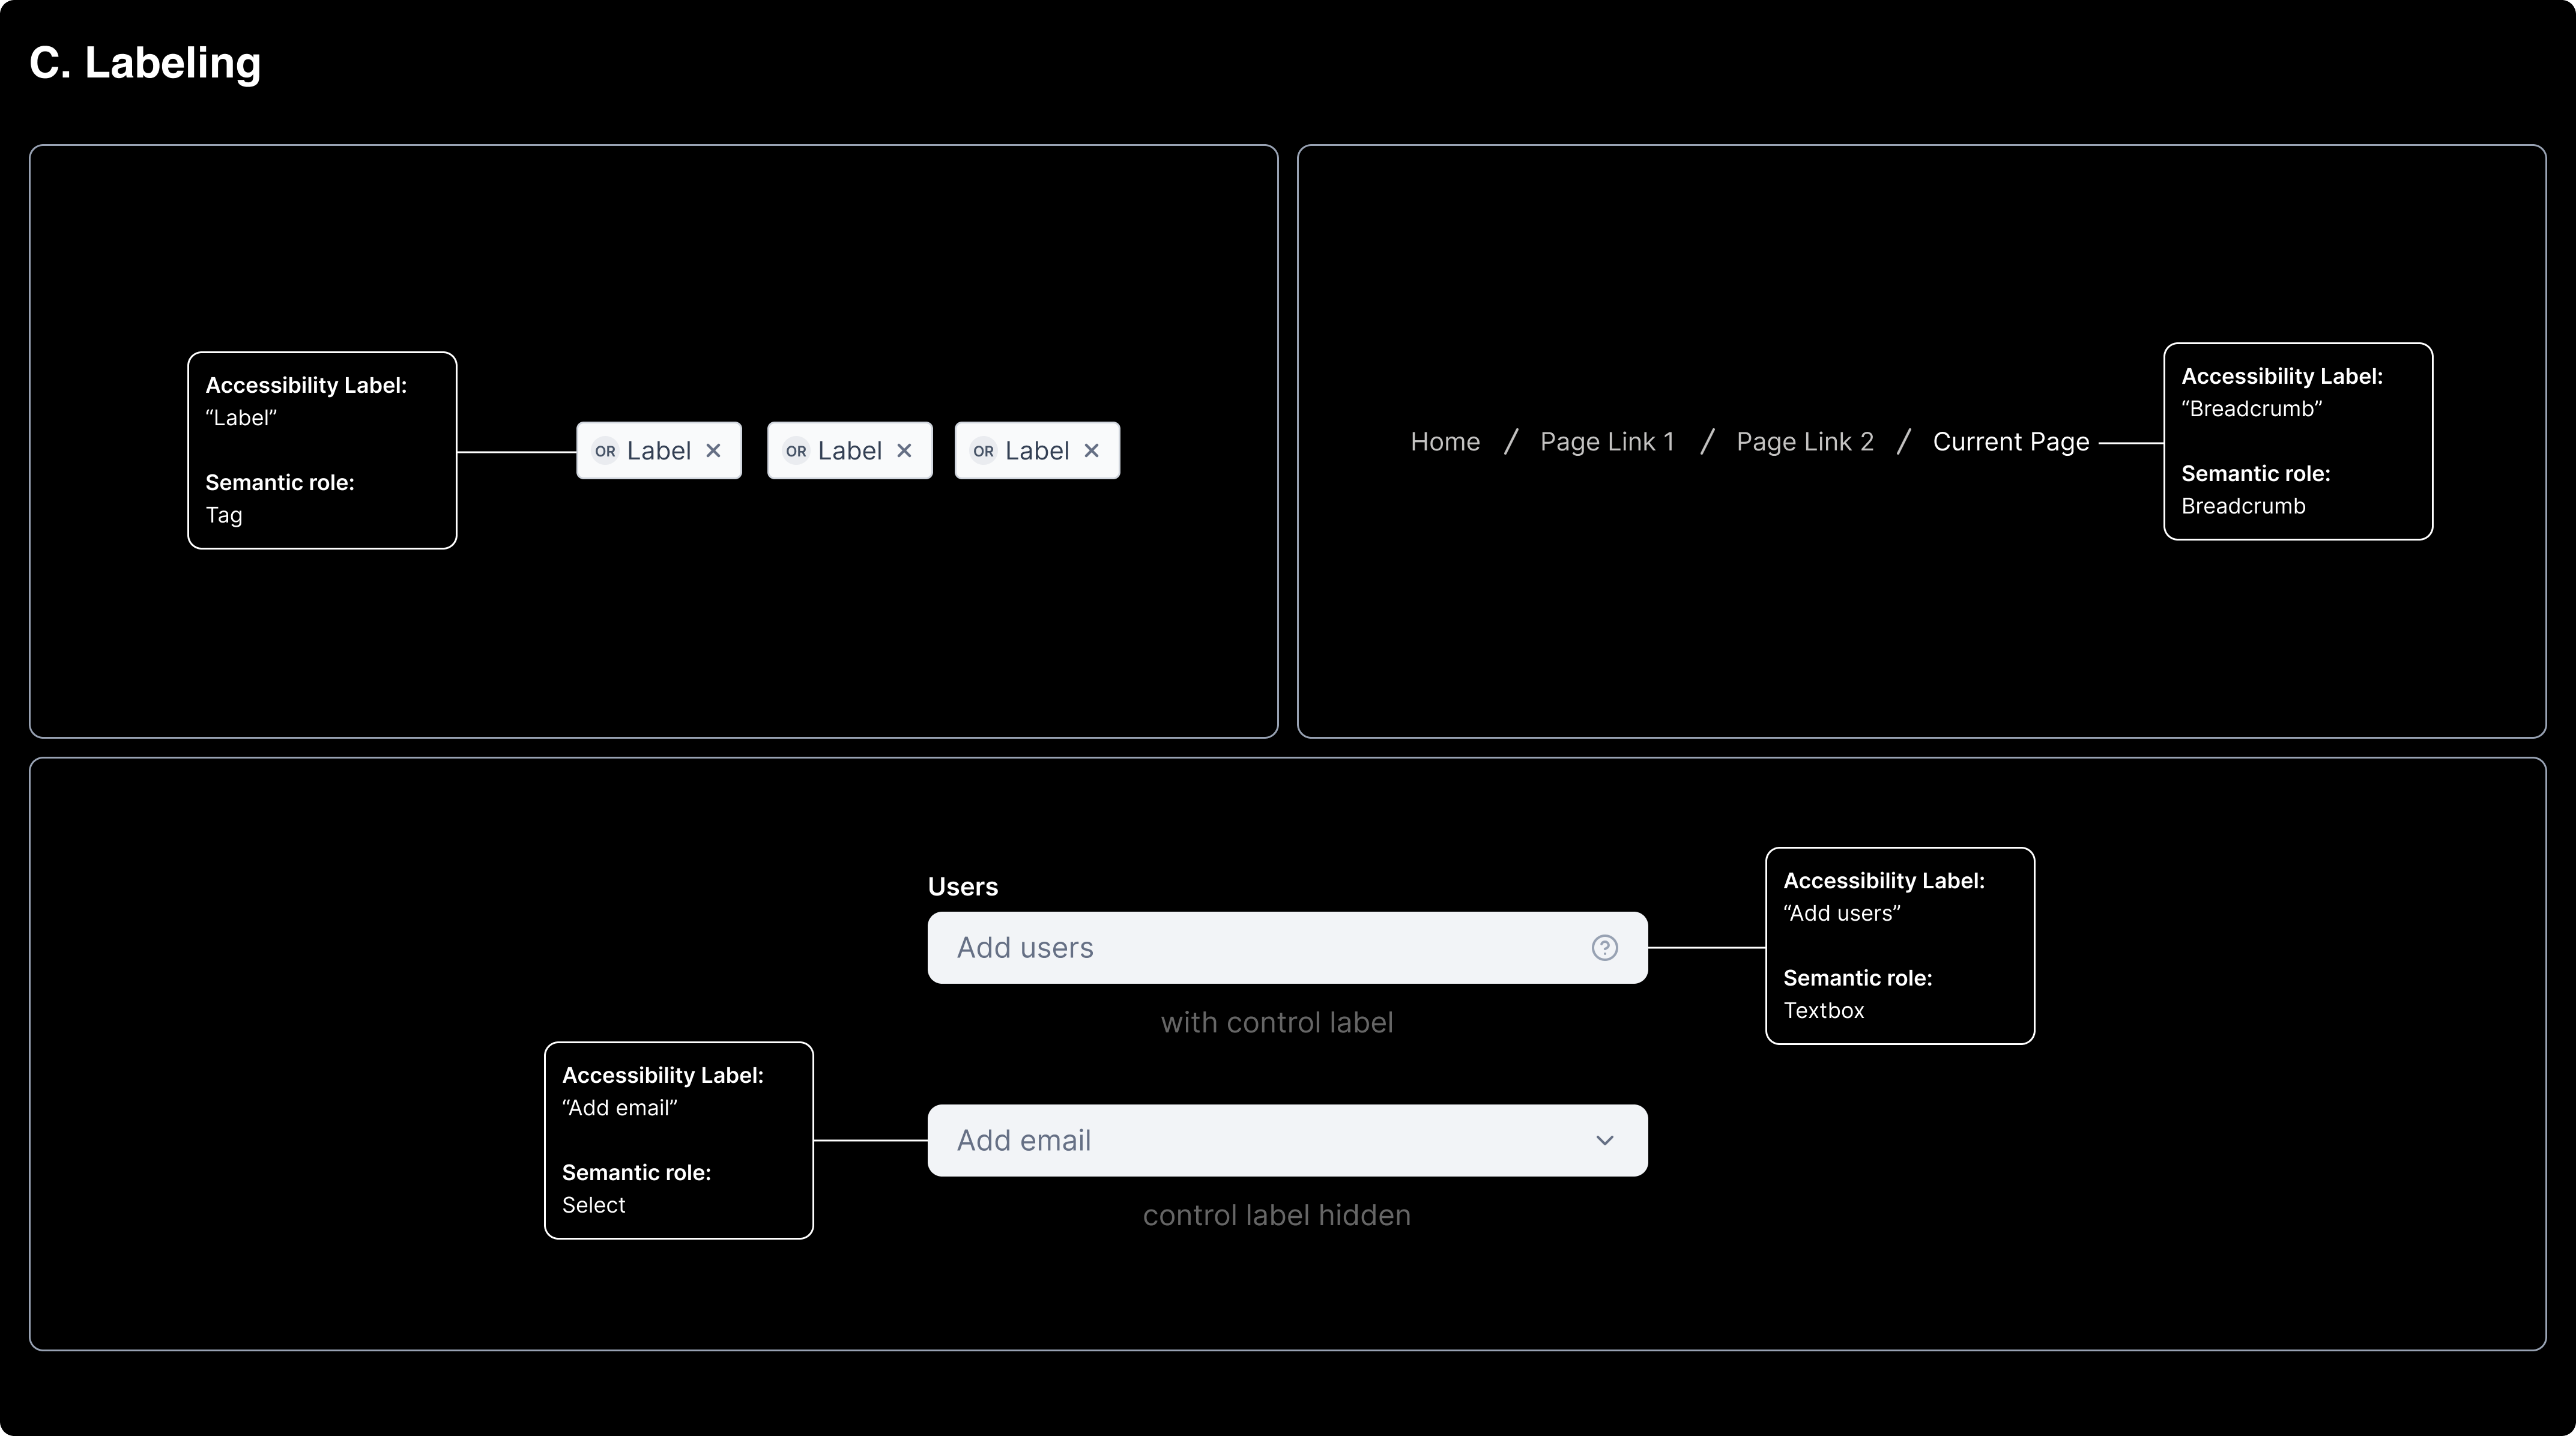 C. Labeling
Accessibility Label:
“Label”
Semantic role:
Tag
OR Label
OR Label
OR Label
Home / Page Link 1 / Page Link 2 / Current Page
Accessibility Label:
“Breadcrumb”
Semantic role:
Breadcrumb
Users
Add users
with control label
Accessibility Label:
“Add users”
Semantic role:
Textbox
Accessibility Label:
“Add email”
Semantic role:
Select
Add email
control label hidden